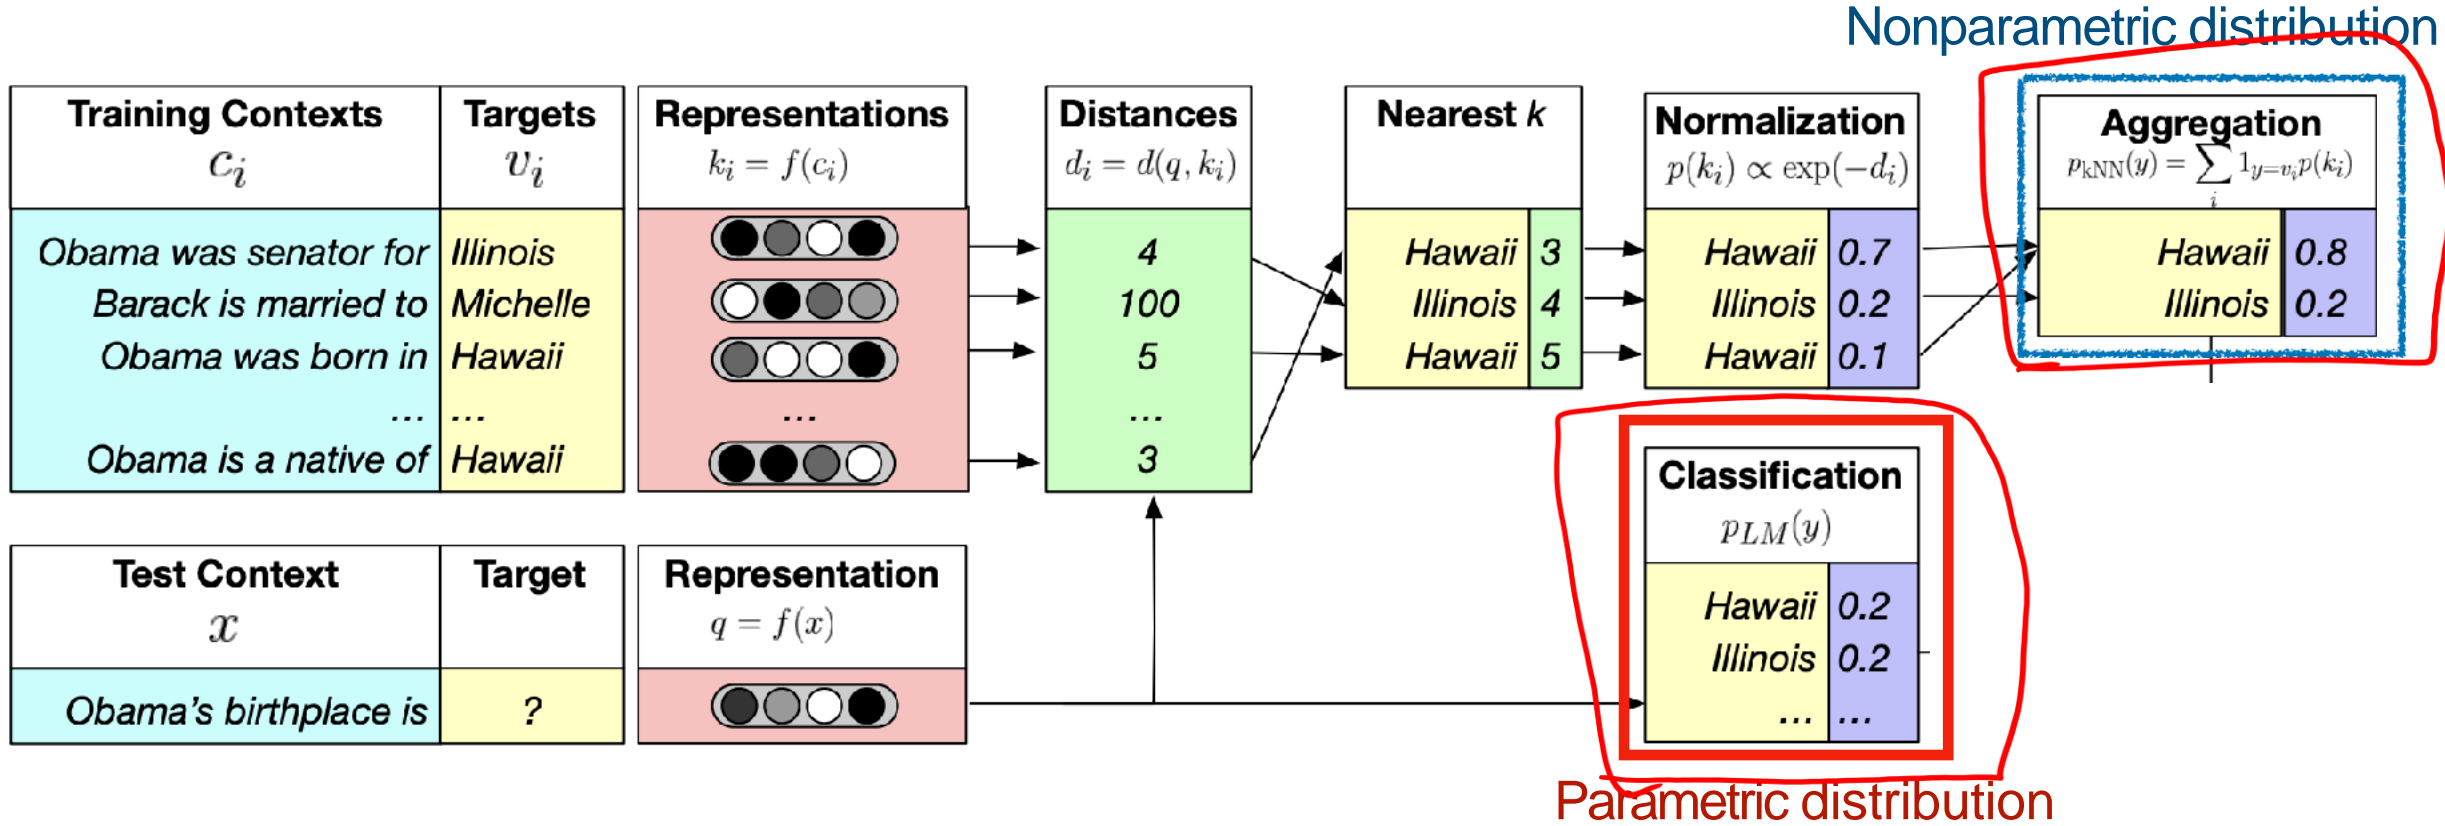 Nonparametric distribution
Training Contexts
c_i
Targets
v_i
Obama was senator for Illinois
Barack is married to Michelle
Obama was born in Hawaii
... ...
Obama is a native of Hawaii
Representations
k_i = f(c_i)
...
Distances
d_i = d(q, k_i)
4
100
5
...
3
Nearest k
Hawaii 3
Illinois 4
Hawaii 5
Normalization
p(k_i) ∝ exp(−d_i)
Hawaii 0.7
Illinois 0.2
Hawaii 0.1
Aggregation
p_kNN(y) = ∑_i 1_{y=v_i} p(k_i)
Hawaii 0.8
Illinois 0.2
Test Context
x
Target
Obama's birthplace is ?
Representation
q = f(x)
Classification
p_LM(y)
Hawaii 0.2
Illinois 0.2
... ...
Parametric distribution